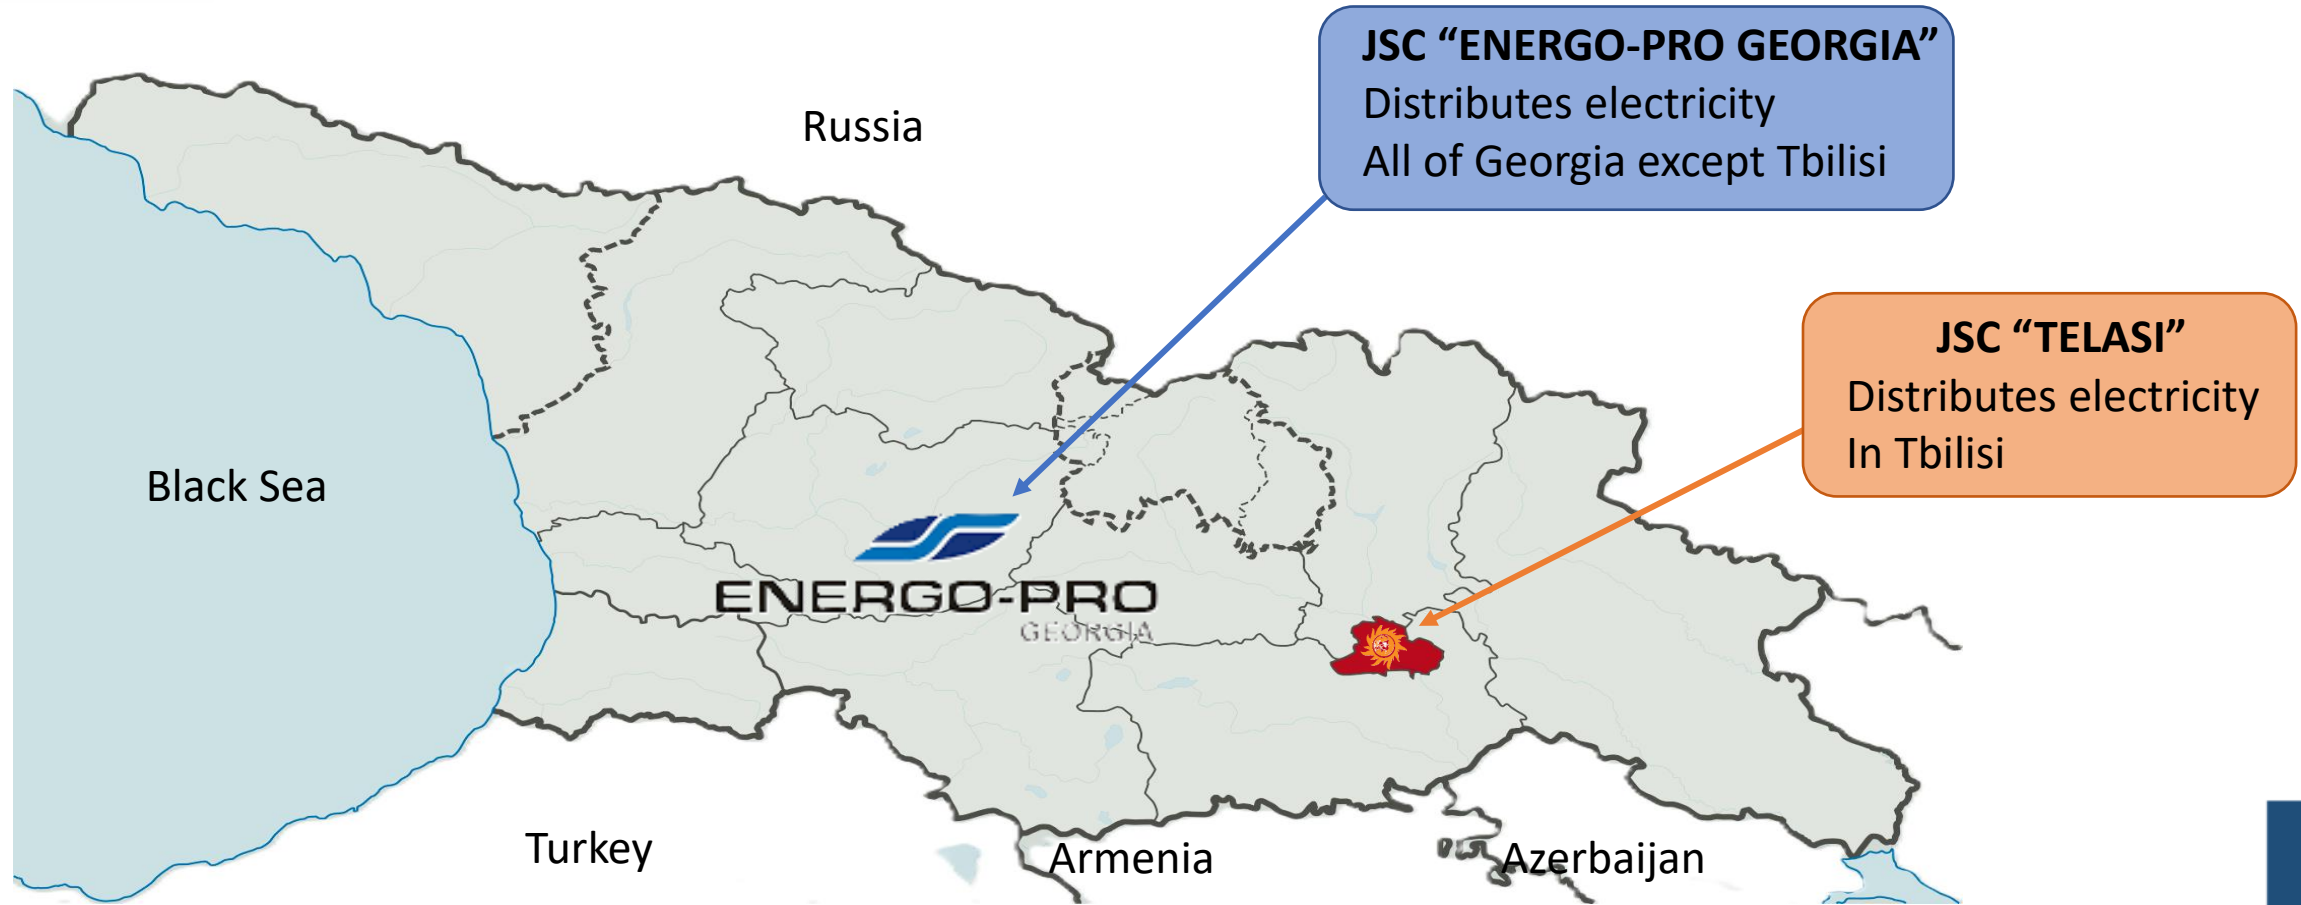 JSC “ENERGO-PRO GEORGIA”
Distributes electricity
All of Georgia except Tbilisi
Russia
JSC “TELASI”
Distributes electricity
In Tbilisi
Black Sea
ENERGO-PRO
GEORGIA
Turkey
Armenia
Azerbaijan